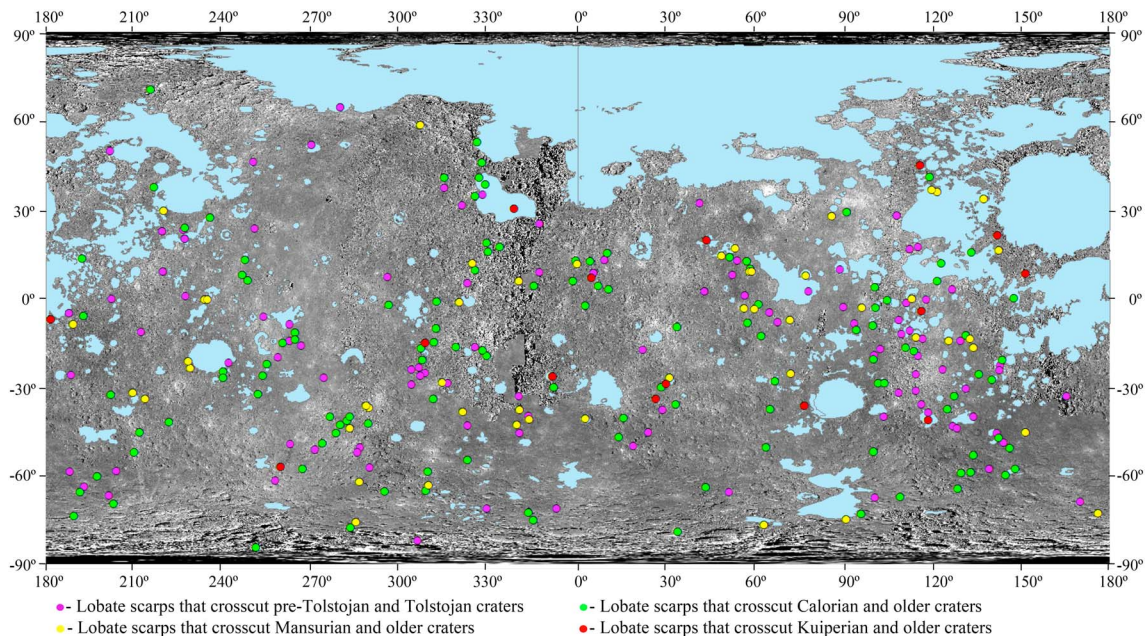 180º 210º 240º 270º 300º 330º 0º 30º 60º 90º 120º 150º 180º
90º 90º
60º 60º
30º 30º
0º 0º
-30º -30º
-60º -60º
-90º -90º
180º 210º 240º 270º 300º 330º 0º 30º 60º 90º 120º 150º 180º
- Lobate scarps that crosscut pre-Tolstojan and Tolstojan craters
- Lobate scarps that crosscut Calorian and older craters
- Lobate scarps that crosscut Mansurian and older craters
- Lobate scarps that crosscut Kuiperian and older craters